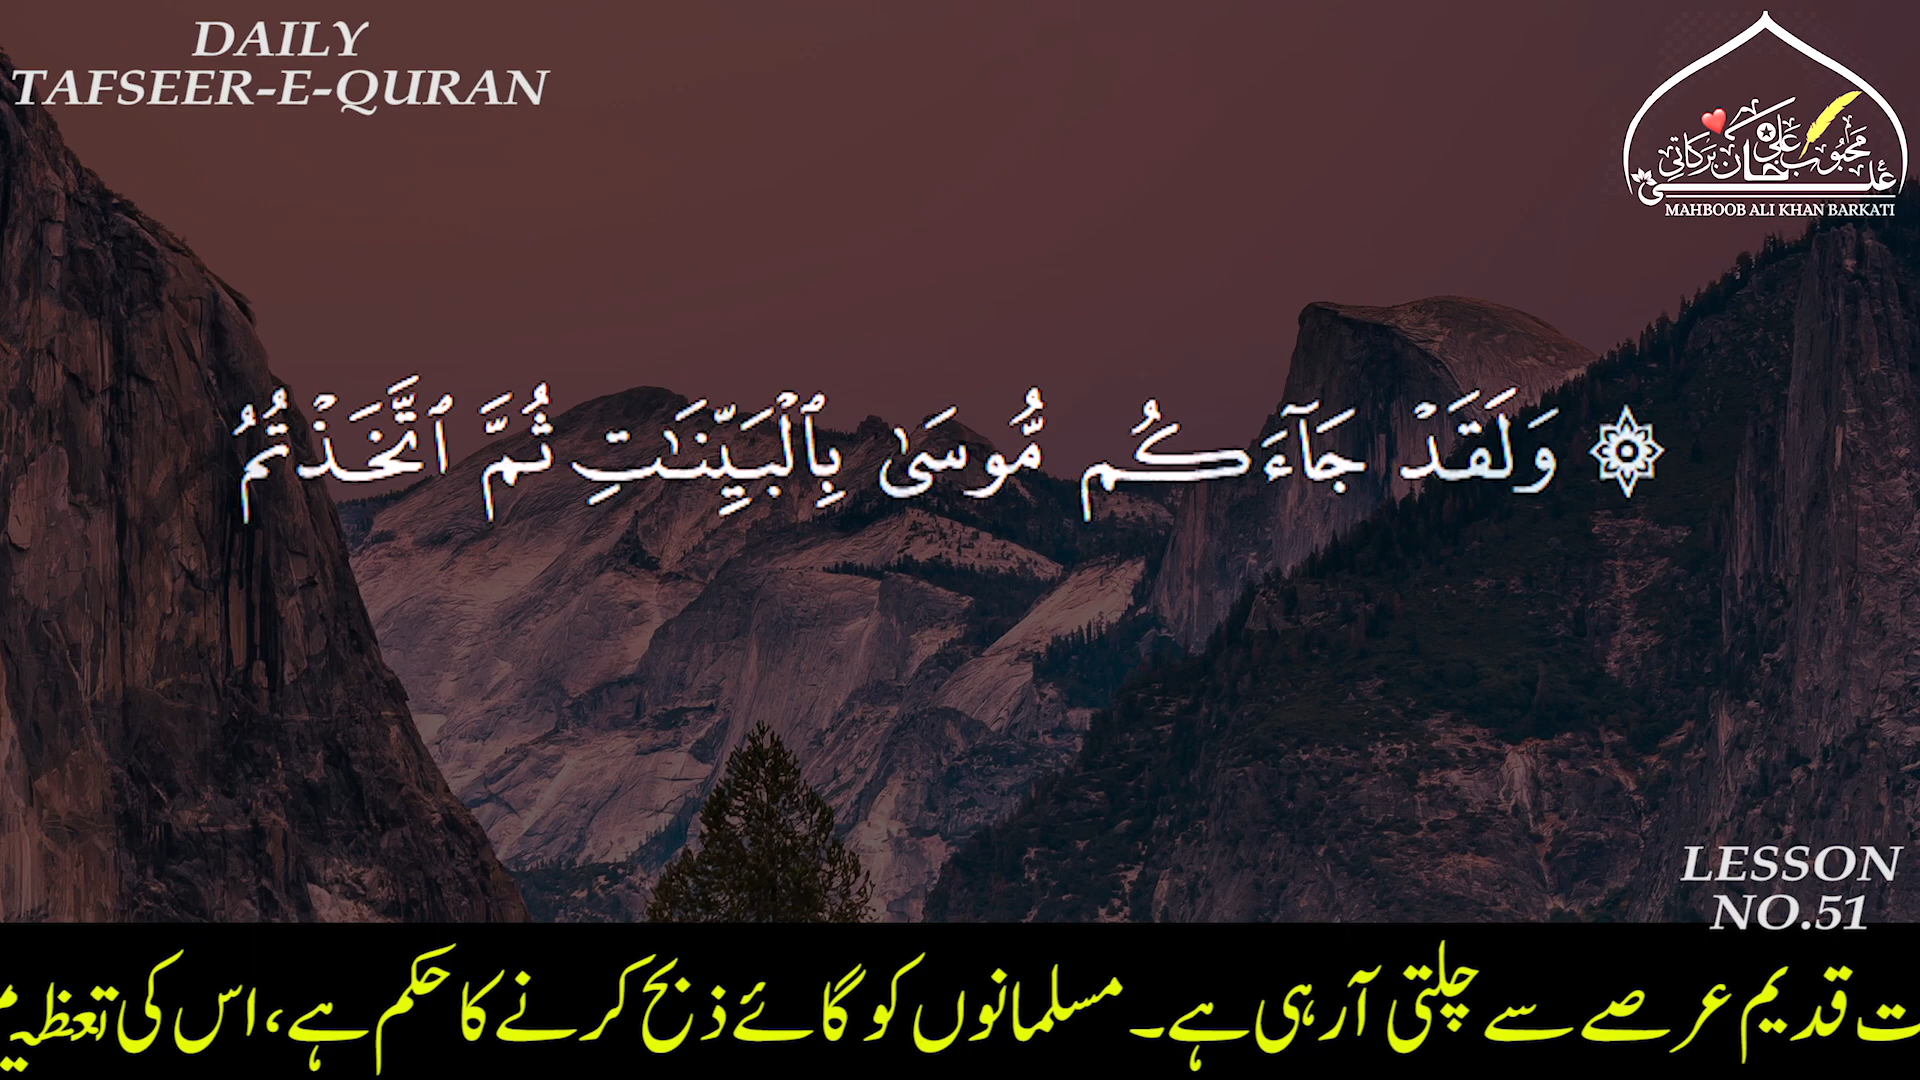 DAILY
TAFSEER-E-QURAN
محبوب علی خان برکاتی
MAHBOOB ALI KHAN BARKATI
۞ وَلَقَدْ جَآءَكُم مُّوسَىٰ بِٱلْبَيِّنَـٰتِ ثُمَّ ٱتَّخَذْتُمُ
LESSON
NO.51
قدیم عرصے سے چلتی آرہی ہے۔ مسلمانوں کو گائے ذبح کرنے کا حکم ہے، اس کی